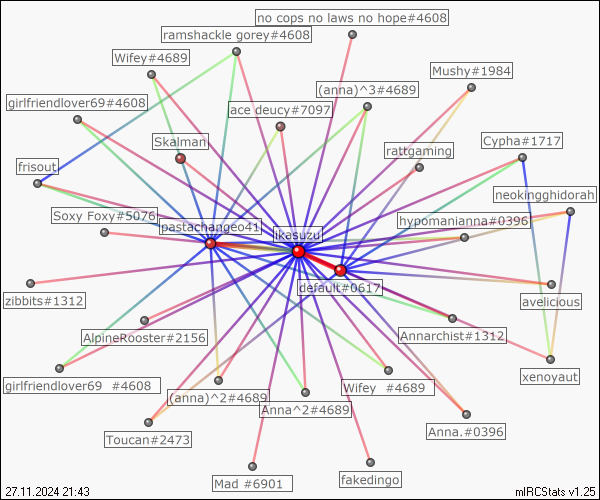 no cops no laws no hope#4608
ramshackle gorey#4608
Wifey#4689
Mushy#1984
(anna)^3#4689
girlfriendlover69#4608
ace deucy#7097
Skalman
Cypha#1717
rattgaming
frisout
neokingghidorah
Soxy Foxy#5076
hypomanianna#0396
pastachangeo41
ikasuzu
default#0617
zibbits#1312
avelicious
AlpineRooster#2156
Annarchist#1312
xenoyaut
girlfriendlover69 #4608
Wifey #4689
(anna)^2#4689
Anna^2#4689
Anna.#0396
Toucan#2473
fakedingo
Mad #6901
27.11.2024 21:43
mIRCStats v1.25